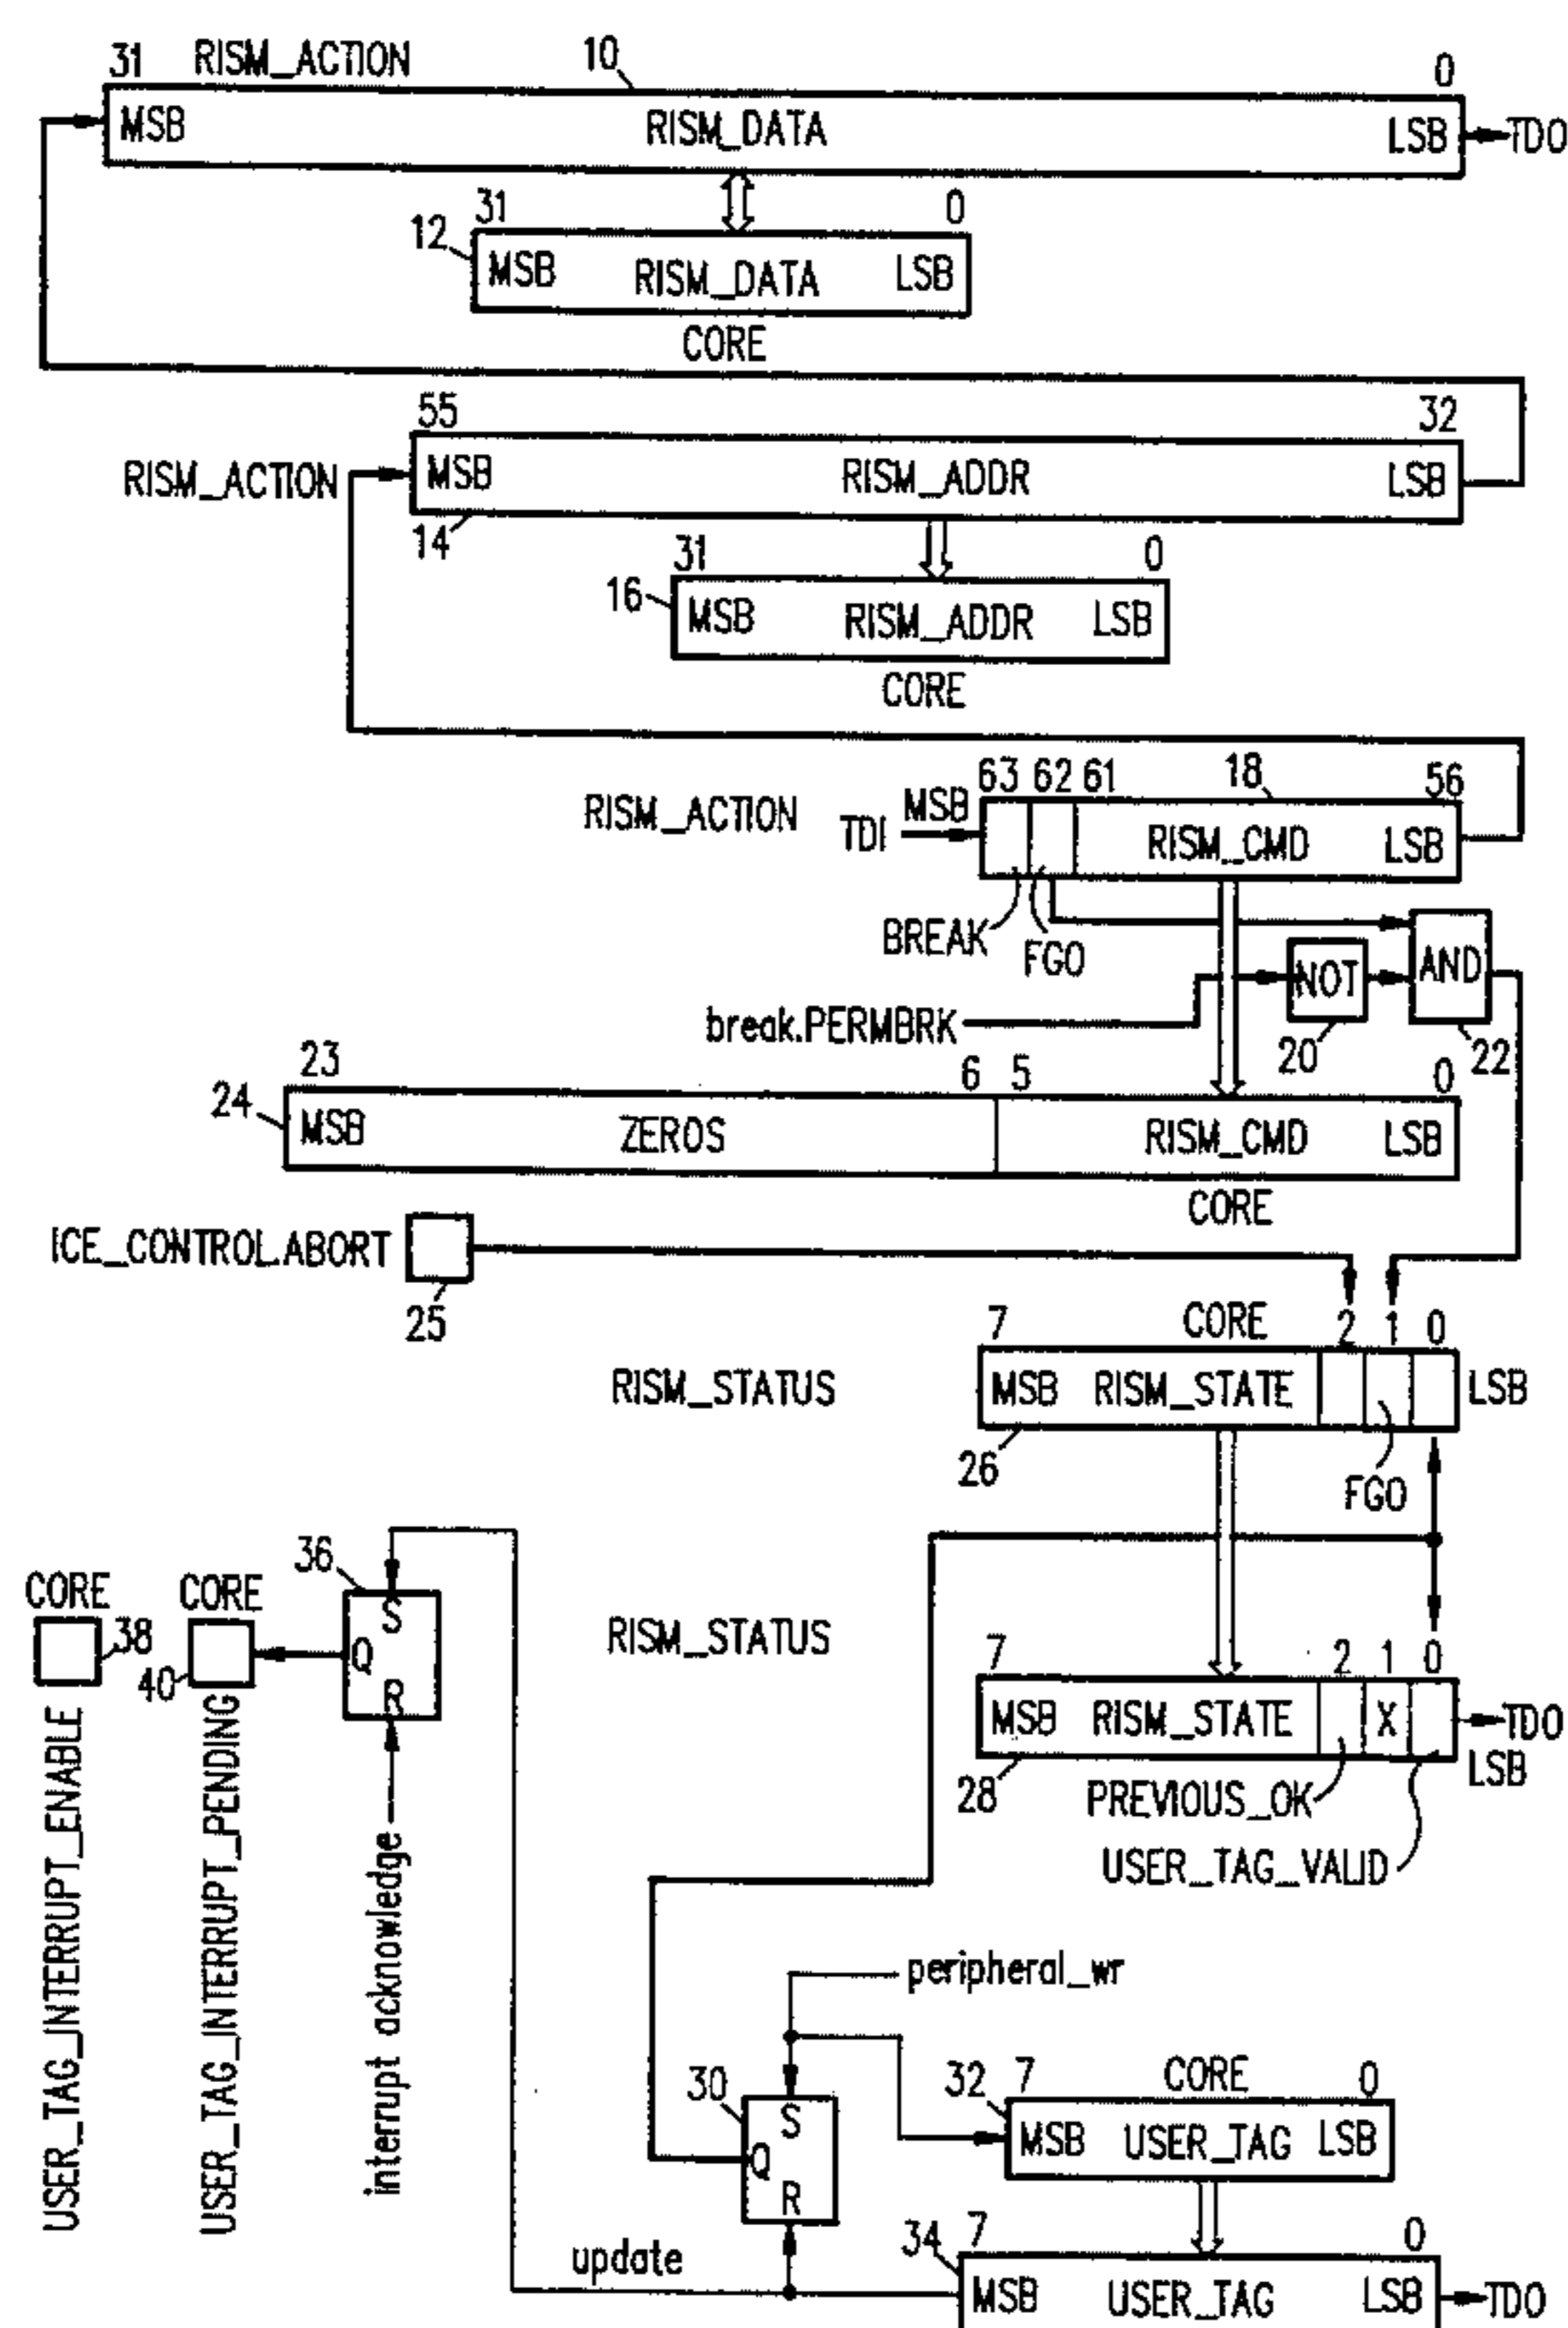 31 RISM_ACTION 10 0
MSB RISM_DATA LSB TDO
31 0
12 MSB RISM_DATA LSB
CORE
55 32
RISM_ACTION MSB RISM_ADDR LSB
14
31 0
16 MSB RISM_ADDR LSB
CORE
63 62 61 18 56
RISM_ACTION TDI MSB RISM_CMD LSB
BREAK FGO
NOT AND
break.PERMBRK
20 22
23 6 5 0
24 MSB ZEROS RISM_CMD LSB
CORE
ICE_CONTROL.ABORT
25
7 CORE 2 1 0
RISM_STATUS MSB RISM_STATE LSB
26 FGO
36
CORE CORE S
38 40 Q R
RISM_STATUS
7 2 1 0
MSB RISM_STATE X TDO
LSB
28 PREVIOUS_OK
USER_TAG_VALID
USER_TAG_INTERRUPT_ENABLE
USER_TAG_INTERRUPT_PENDING
interrupt acknowledge
peripheral_wr
30 S Q R
32 7 CORE 0
MSB USER_TAG LSB
update
34 7 0
MSB USER_TAG LSB TDO